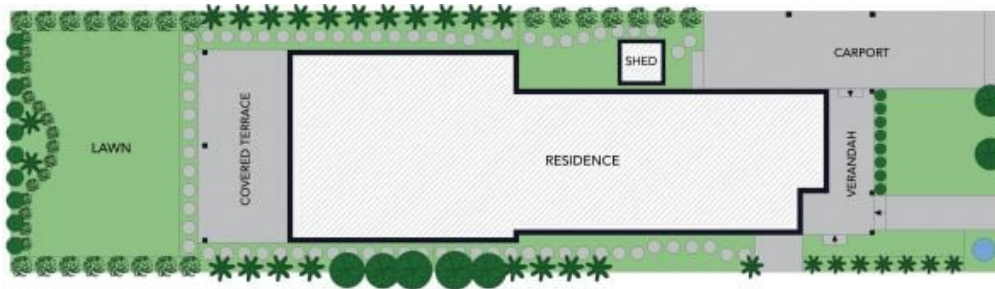 SHED
CARPORT
LAWN
COVERED TERRACE
RESIDENCE
VERANDAH